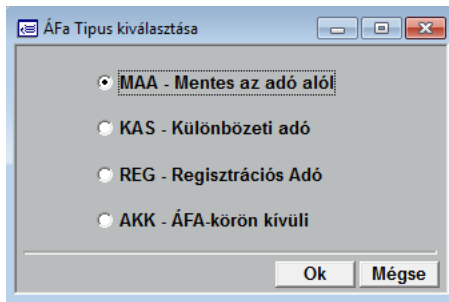 ÁFa Tipus kiválasztása
MAA - Mentes az adó alól
KAS - Különbözeti adó
REG - Regisztrációs Adó
AKK - ÁFA-körön kívüli
Ok Mégse